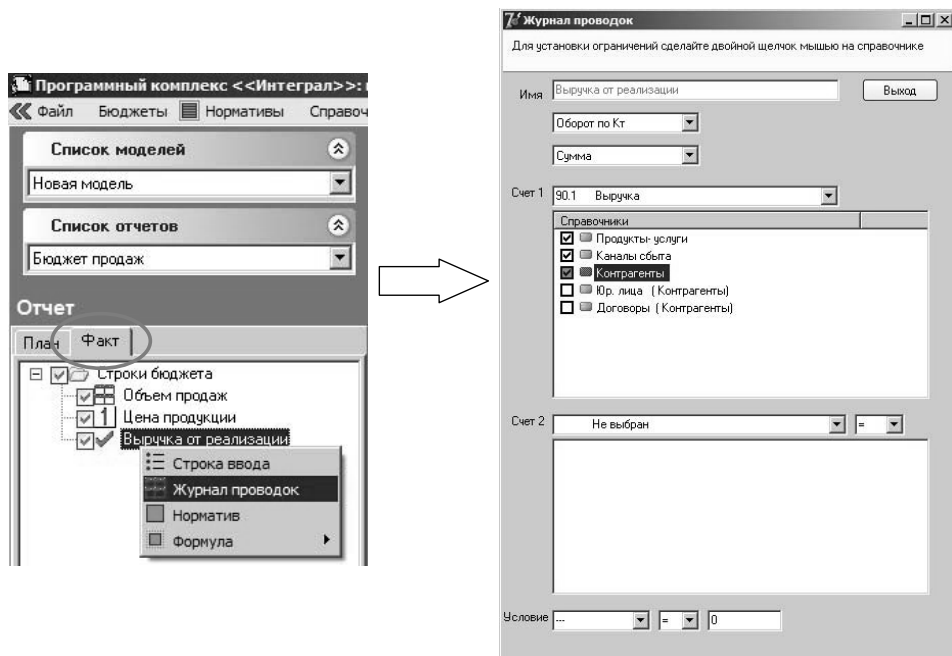 Программный комплекс <<Интеграл>>:
Файл Бюджеты Нормативы Справоч
Список моделей
Новая модель
Список отчетов
Бюджет продаж
Отчет
План Факт
Строки бюджета
Объем продаж
1 Цена продукции
Выручка от реализации
Строка ввода
Журнал проводок
Норматив
Формула
Журнал проводок
Для установки ограничений сделайте двойной щелчок мышью на справочнике
Имя Выручка от реализации Выход
Оборот по Кт
Сумма
Счет 1 90.1 Выручка
Справочники
Продукты- услуги
Каналы сбыта
Контрагенты
Юр. лица (Контрагенты)
Договоры (Контрагенты)
Счет 2 Не выбран =
Условие --- = 0